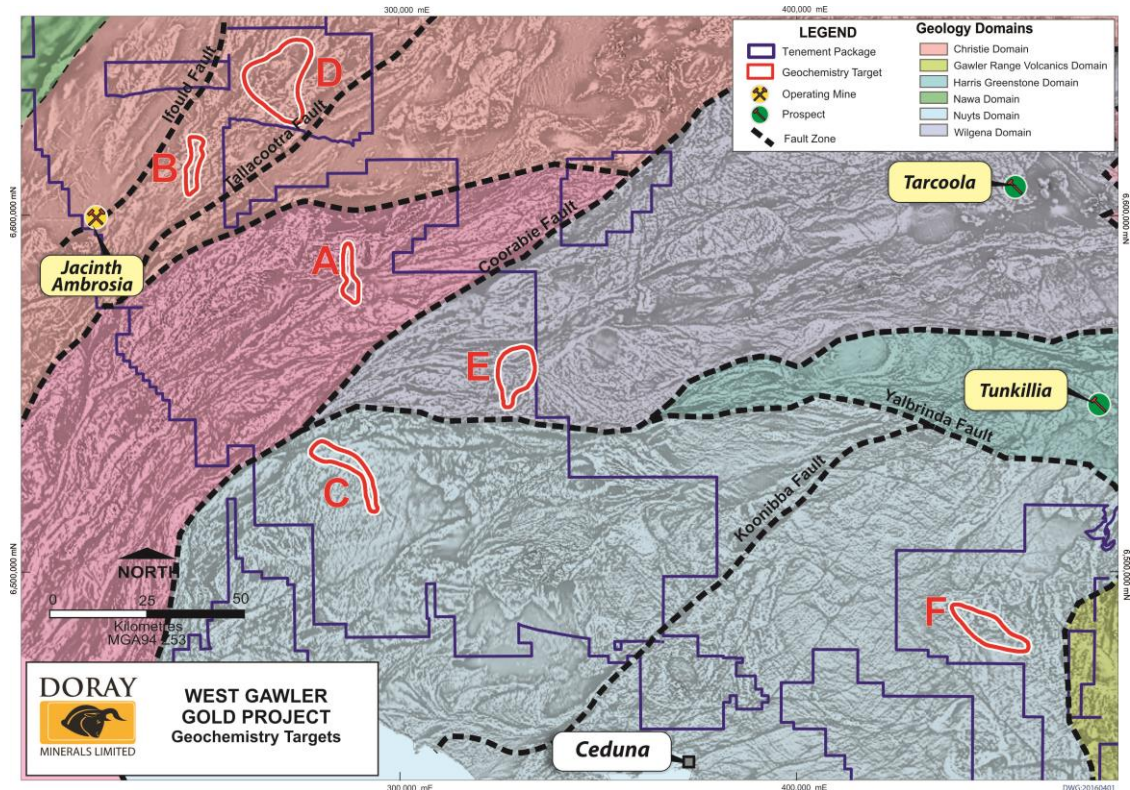 300,000 mE
400,000 mE
LEGEND
Tenement Package
Geochemistry Target
Operating Mine
Prospect
Fault Zone
Geology Domains
Christie Domain
Gawler Range Volcanics Domain
Harris Greenstone Domain
Nawa Domain
Nuyts Domain
Wilgena Domain
D
Ifould Fault
B
Tallacootra Fault
Tarcoola
6,600,000 mN
6,600,000 mN
Jacinth
Ambrosia
A
Coorabie Fault
E
Tunkillia
Yalbrinda Fault
C
Koonibba Fault
NORTH
6,500,000 mN
6,500,000 mN
0 25 50
Kilometres
MGA94 Z53
F
DORAY
MINERALS LIMITED
WEST GAWLER
GOLD PROJECT
Geochemistry Targets
Ceduna
300,000 mE
400,000 mE
DWG:20160401